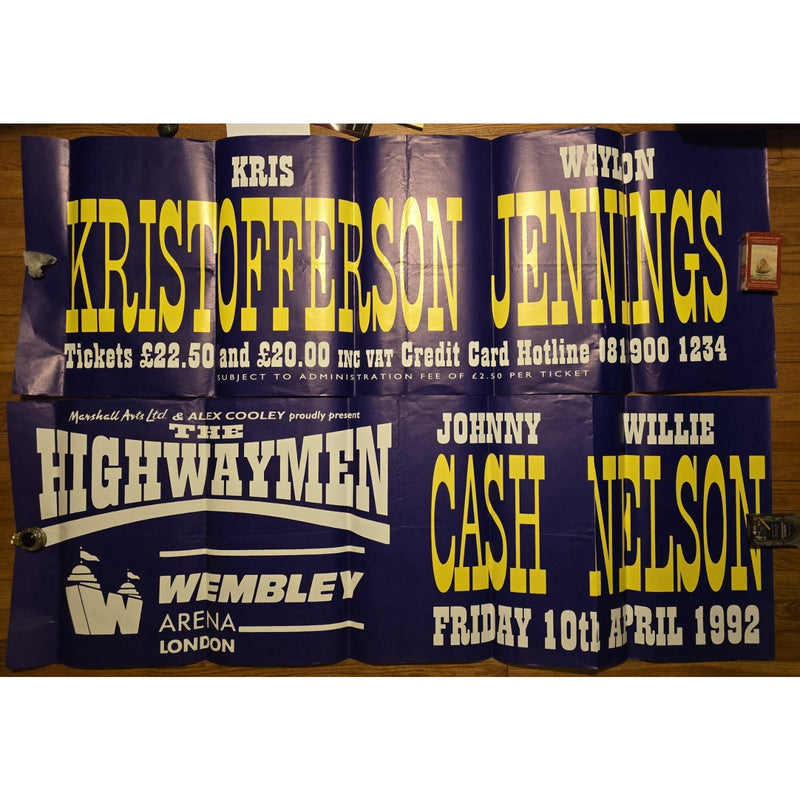 KRIS
KRISTOFFERSON
WAYLON
JENNINGS
Tickets £22.50 and £20.00 INC VAT Credit Card Hotline 081 900 1234
SUBJECT TO ADMINISTRATION FEE OF £2.50 PER TICKET
Marshall Arts Ltd & ALEX COOLEY proudly present
THE
HIGHWAYMEN
WEMBLEY
ARENA
LONDON
JOHNNY
CASH
WILLIE
NELSON
FRIDAY 10th APRIL 1992